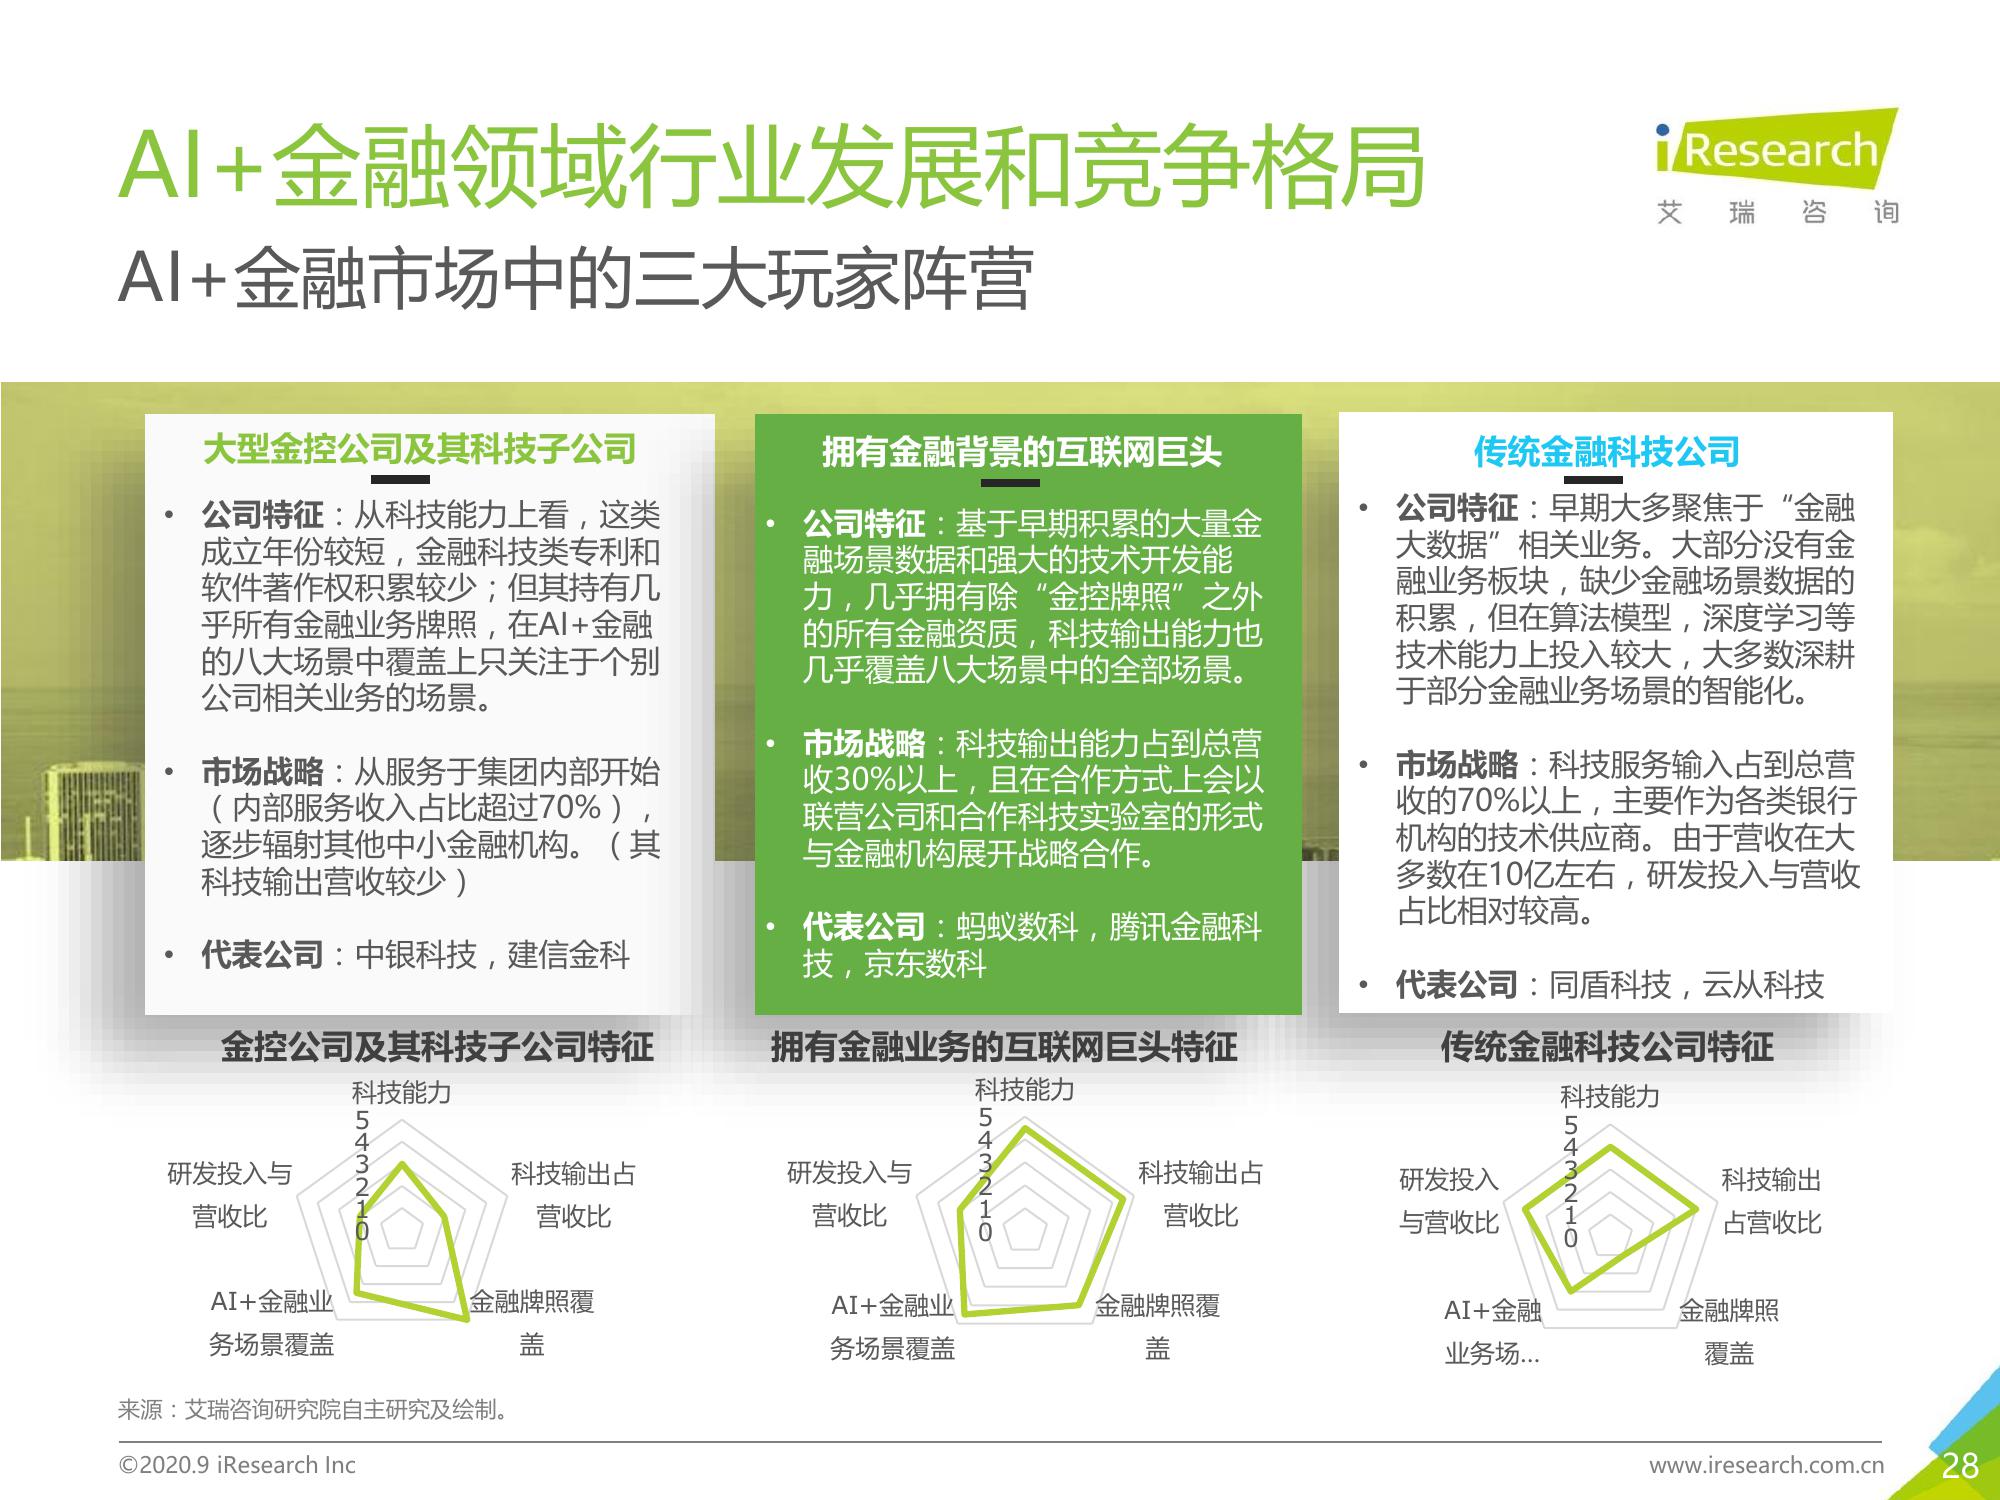 AI+金融领域行业发展和竞争格局
iResearch
艾瑞咨询
AI+金融市场中的三大玩家阵营
大型金控公司及其科技子公司
• 公司特征：从科技能力上看，这类
成立年份较短，金融科技类专利和
软件著作权积累较少；但其持有几
乎所有金融业务牌照，在AI+金融
的八大场景中覆盖上只关注于个别
公司相关业务的场景。
• 市场战略：从服务于集团内部开始
（内部服务收入占比超过70%），
逐步辐射其他中小金融机构。（其
科技输出营收较少）
• 代表公司：中银科技，建信金科
拥有金融背景的互联网巨头
• 公司特征：基于早期积累的大量金
融场景数据和强大的技术开发能
力，几乎拥有除“金控牌照”之外
的所有金融资质，科技输出能力也
几乎覆盖八大场景中的全部场景。
• 市场战略：科技输出能力占到总营
收30%以上，且在合作方式上会以
联营公司和合作科技实验室的形式
与金融机构展开战略合作。
• 代表公司：蚂蚁数科，腾讯金融科
技，京东数科
传统金融科技公司
• 公司特征：早期大多聚焦于“金融
大数据”相关业务。大部分没有金
融业务板块，缺少金融场景数据的
积累，但在算法模型，深度学习等
技术能力上投入较大，大多数深耕
于部分金融业务场景的智能化。
• 市场战略：科技服务输入占到总营
收的70%以上，主要作为各类银行
机构的技术供应商。由于营收在大
多数在10亿左右，研发投入与营收
占比相对较高。
• 代表公司：同盾科技，云从科技
金控公司及其科技子公司特征
科技能力
5
4
3
2
1
0
科技输出占
营收比
金融牌照覆
盖
AI+金融业
务场景覆盖
研发投入与
营收比
拥有金融业务的互联网巨头特征
科技能力
5
4
3
2
1
0
科技输出占
营收比
金融牌照覆
盖
AI+金融业
务场景覆盖
研发投入与
营收比
传统金融科技公司特征
科技能力
5
4
3
2
1
0
科技输出
占营收比
金融牌照
覆盖
AI+金融
业务场...
研发投入
与营收比
来源：艾瑞咨询研究院自主研究及绘制。
©2020.9 iResearch Inc
www.iresearch.com.cn
28